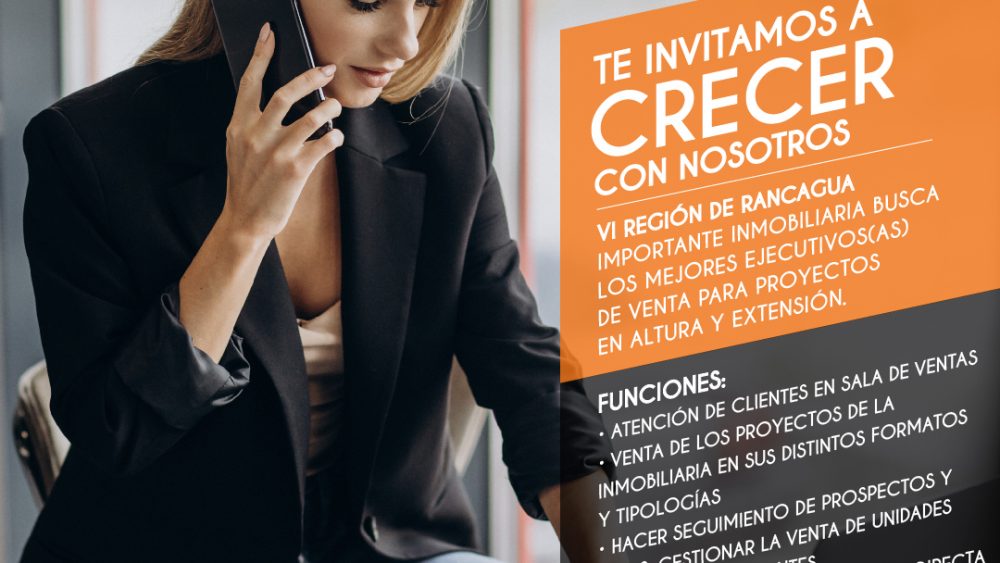 TE INVITAMOS A
CRECER
CON NOSOTROS
VI REGIÓN DE RANCAGUA
IMPORTANTE INMOBILIARIA BUSCA
LOS MEJORES EJECUTIVOS(AS)
DE VENTA PARA PROYECTOS
EN ALTURA Y EXTENSIÓN.
FUNCIONES:
• ATENCIÓN DE CLIENTES EN SALA DE VENTAS
• VENTA DE LOS PROYECTOS DE LA
INMOBILIARIA EN SUS DISTINTOS FORMATOS
Y TIPOLOGÍAS
• HACER SEGUIMIENTO DE PROSPECTOS Y
GESTIONAR LA VENTA DE UNIDADES
DIRECTA